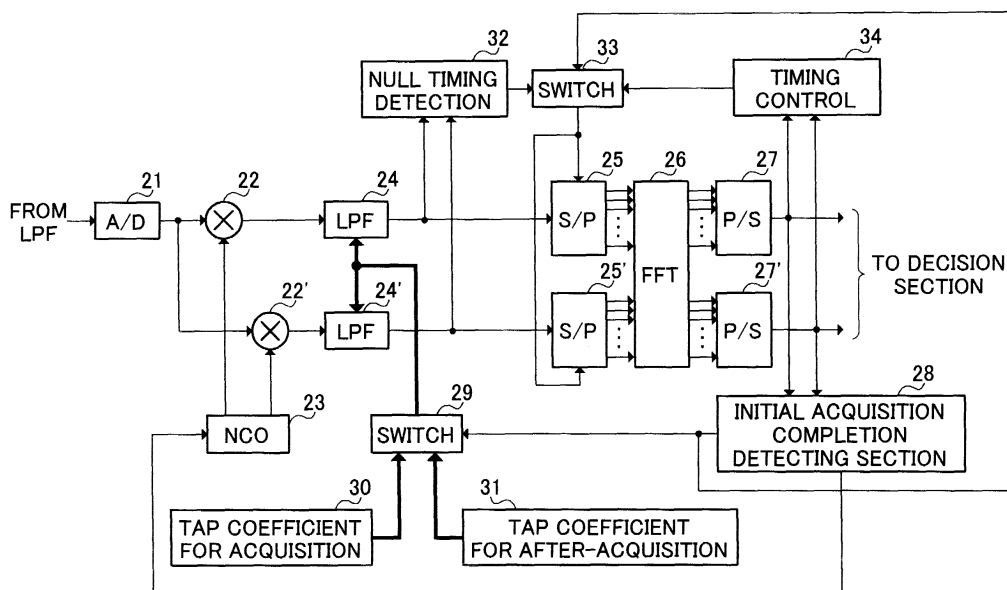 32
NULL TIMING
DETECTION
33
SWITCH
34
TIMING
CONTROL
FROM
LPF
21
A/D
22
24
LPF
25
S/P
26
FFT
27
P/S
22'
24'
LPF
25'
S/P
27'
P/S
TO DECISION
SECTION
23
NCO
29
SWITCH
28
INITIAL ACQUISITION
COMPLETION
DETECTING SECTION
30
TAP COEFFICIENT
FOR ACQUISITION
31
TAP COEFFICIENT
FOR AFTER-ACQUISITION